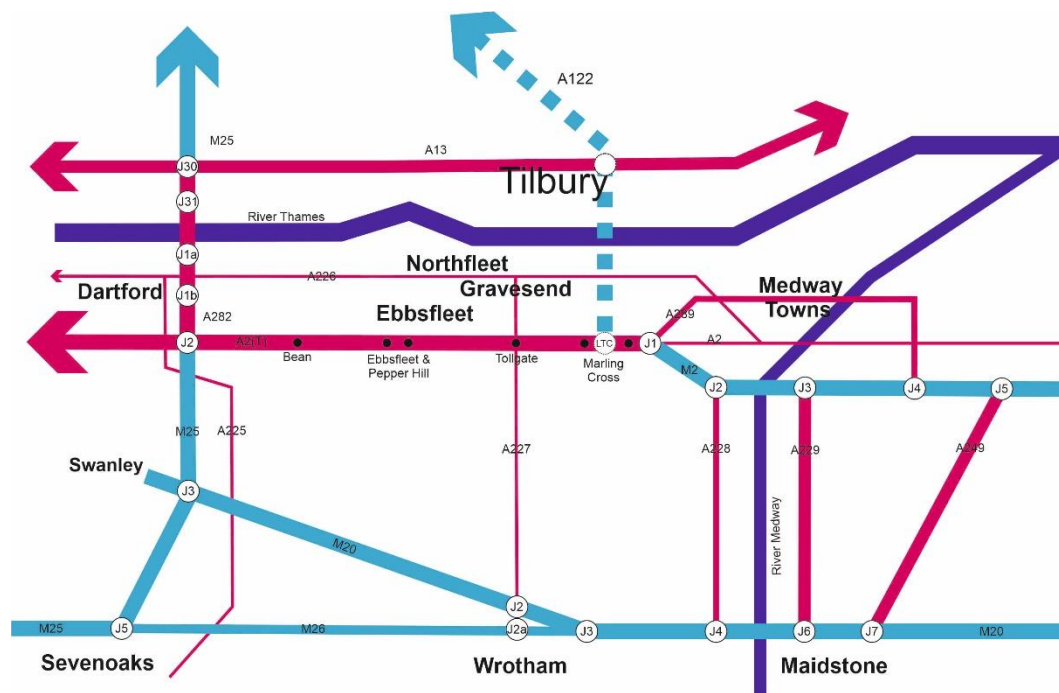 A122
M25
A13
J30
Tilbury
J31
River Thames
J1a
Northfleet
A226
Dartford
Gravesend
Medway
Towns
J1b
A282
Ebbsfleet
A289
J2
A2(T)
LTC
J1
A2
Bean
Ebbsfleet &
Pepper Hill
Tollgate
Marling
Cross
M2
J2
J3
J4
J5
M25
A225
A227
A228
A229
A249
Swanley
J3
River Medway
M20
J2
J5
M25
M26
J2a
J3
J4
J6
J7
M20
Sevenoaks
Wrotham
Maidstone